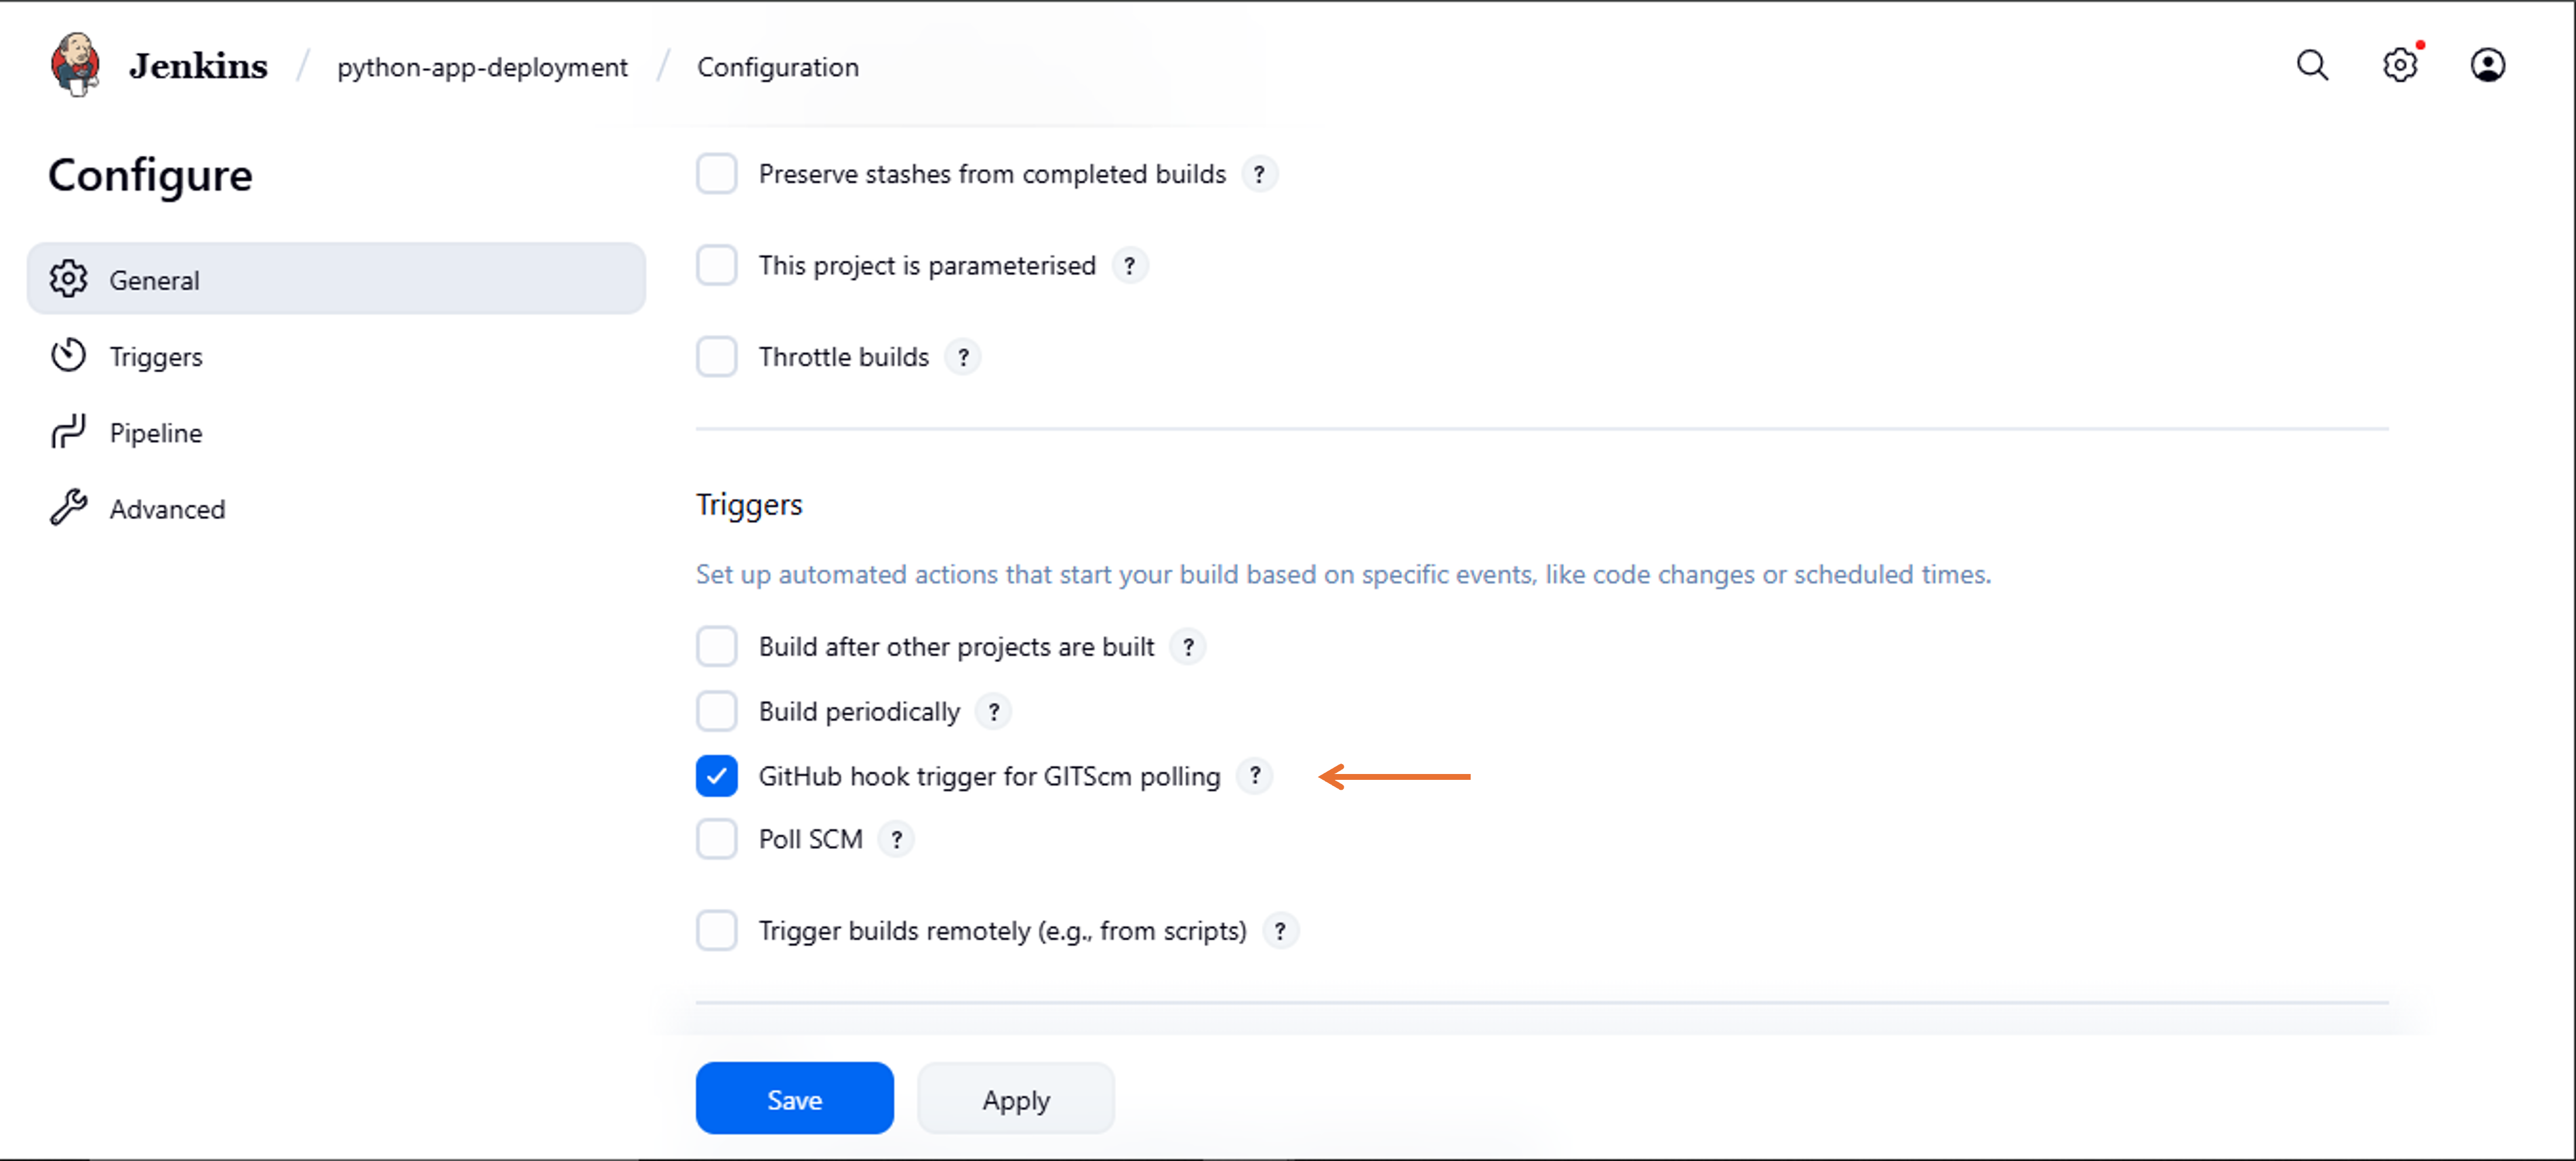 Jenkins / python-app-deployment / Configuration
Configure
General
Triggers
Pipeline
Advanced
Preserve stashes from completed builds ?
This project is parameterised ?
Throttle builds ?
Triggers
Set up automated actions that start your build based on specific events, like code changes or scheduled times.
Build after other projects are built ?
Build periodically ?
GitHub hook trigger for GITScm polling ?
Poll SCM ?
Trigger builds remotely (e.g., from scripts) ?
Save Apply